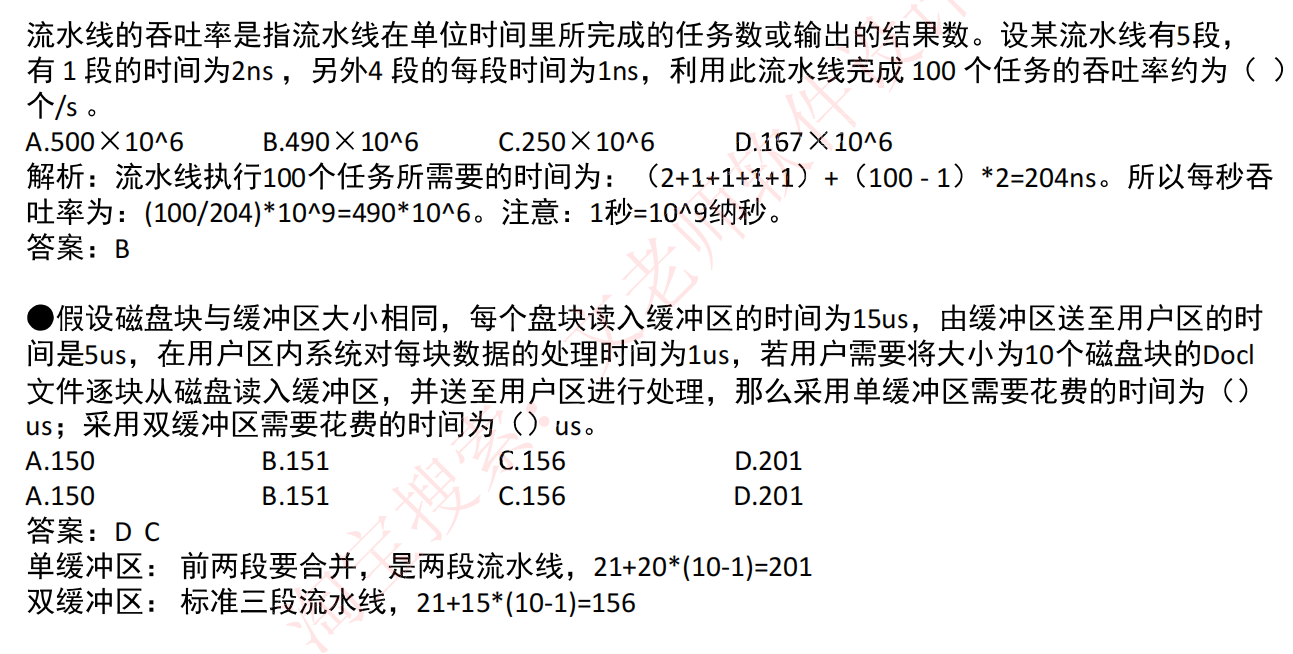 流水线的吞吐率是指流水线在单位时间里所完成的任务数或输出的结果数。设某流水线有5段，
有 1 段的时间为2ns ，另外4 段的每段时间为1ns，利用此流水线完成 100 个任务的吞吐率约为（ ）
个/s 。
A.500×10^6 B.490×10^6 C.250×10^6 D.167×10^6
解析：流水线执行100个任务所需要的时间为：（2+1+1+1+1）+（100 - 1）*2=204ns。所以每秒吞
吐率为：(100/204)*10^9=490*10^6。注意：1秒=10^9纳秒。
答案：B
●假设磁盘块与缓冲区大小相同，每个盘块读入缓冲区的时间为15us，由缓冲区送至用户区的时
间是5us，在用户区内系统对每块数据的处理时间为1us，若用户需要将大小为10个磁盘块的Docl
文件逐块从磁盘读入缓冲区，并送至用户区进行处理，那么采用单缓冲区需要花费的时间为（）
us；采用双缓冲区需要花费的时间为（）us。
A.150 B.151 C.156 D.201
A.150 B.151 C.156 D.201
答案：D C
单缓冲区： 前两段要合并，是两段流水线，21+20*(10-1)=201
双缓冲区： 标准三段流水线，21+15*(10-1)=156
淘宝搜索：文老师软件设计